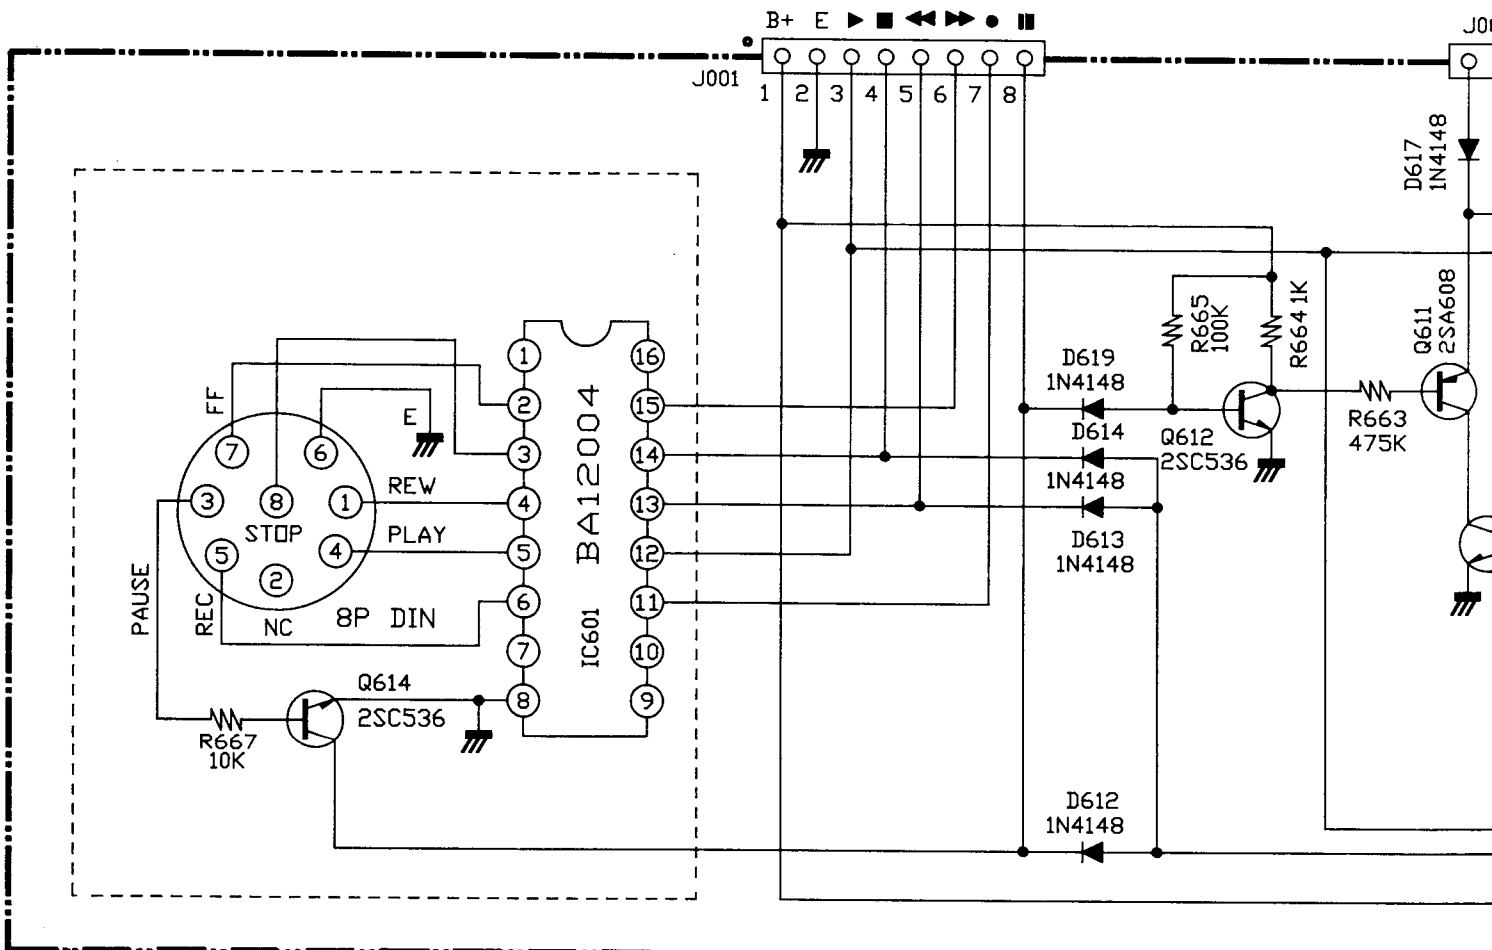 B+ E
J001
1 2 3 4 5 6 7 8
D617
1N4148
R665
100K
R664 1K
Q611
2SA608
D619
1N4148
D614
1N4148
Q612
2SC536
R663
475K
D613
1N4148
FF
E
7 6
3 8 1
STOP
5 4
2
REW
PLAY
PAUSE
REC
NC
8P DIN
1 16
2 15
3 14
4 13
5 12
6 11
7 10
8 9
BA12004
IC601
Q614
2SC536
R667
10K
D612
1N4148